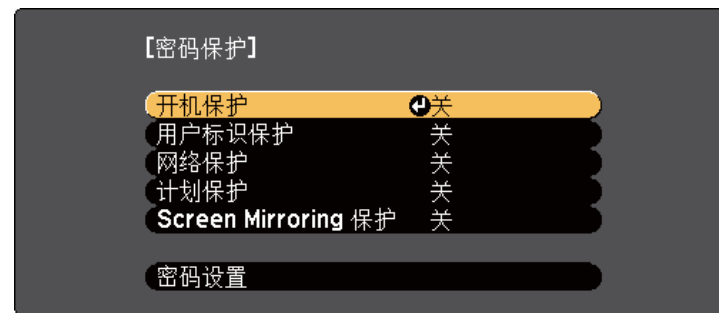 [密码保护]
开机保护 关
用户标识保护 关
网络保护 关
计划保护 关
Screen Mirroring 保护 关
密码设置